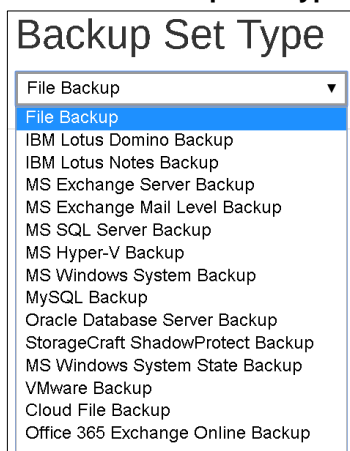 Backup Set Type
File Backup
File Backup
IBM Lotus Domino Backup
IBM Lotus Notes Backup
MS Exchange Server Backup
MS Exchange Mail Level Backup
MS SQL Server Backup
MS Hyper-V Backup
MS Windows System Backup
MySQL Backup
Oracle Database Server Backup
StorageCraft ShadowProtect Backup
MS Windows System State Backup
VMware Backup
Cloud File Backup
Office 365 Exchange Online Backup